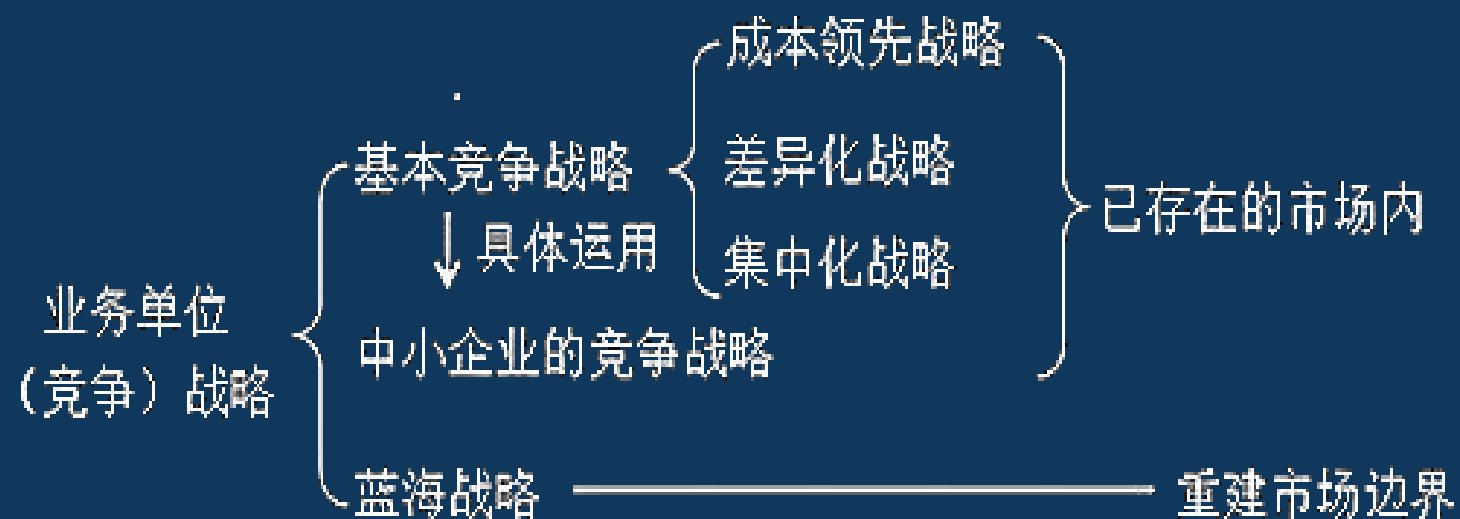 成本领先战略
基本竞争战略
差异化战略
已存在的市场内
具体运用
集中化战略
业务单位
（竞争）战略
中小企业的竞争战略
蓝海战略
重建市场边界